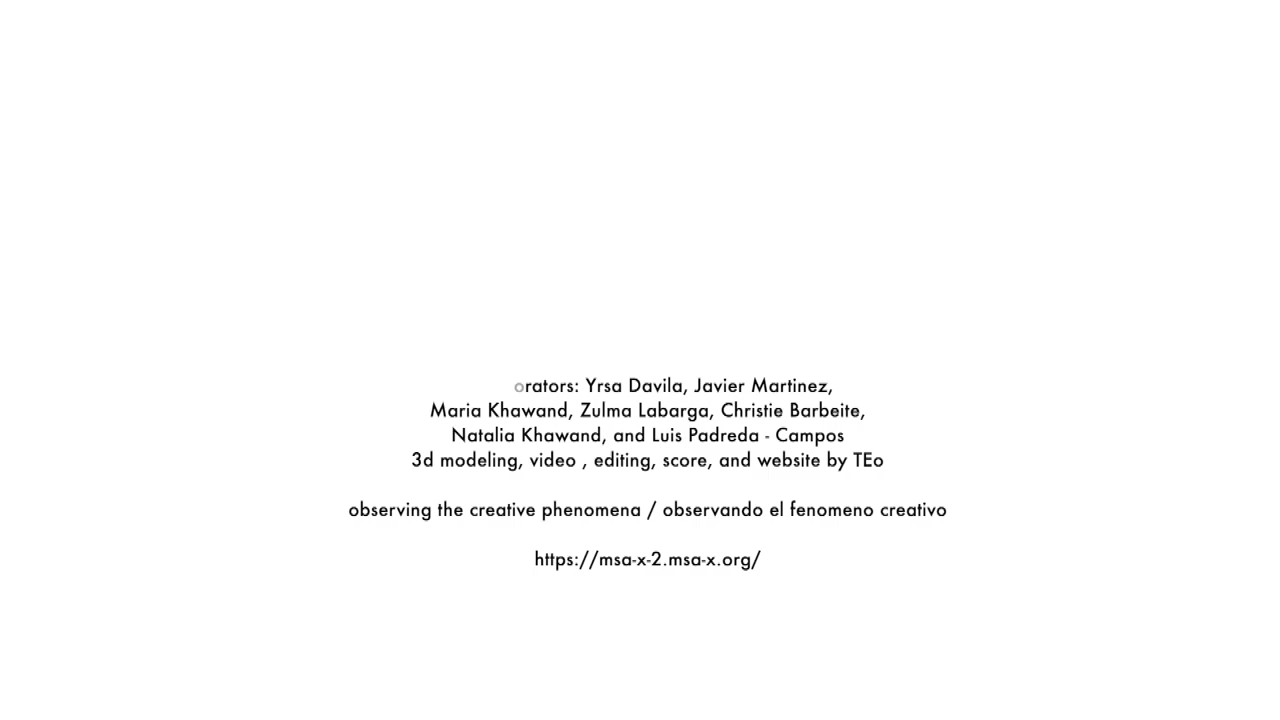 orators: Yrsa Davila, Javier Martinez,
Maria Khawand, Zulma Labarga, Christie Barbeite,
Natalia Khawand, and Luis Padreda - Campos
3d modeling, video , editing, score, and website by TEo
observing the creative phenomena / observando el fenomeno creativo
https://msa-x-2.msa-x.org/